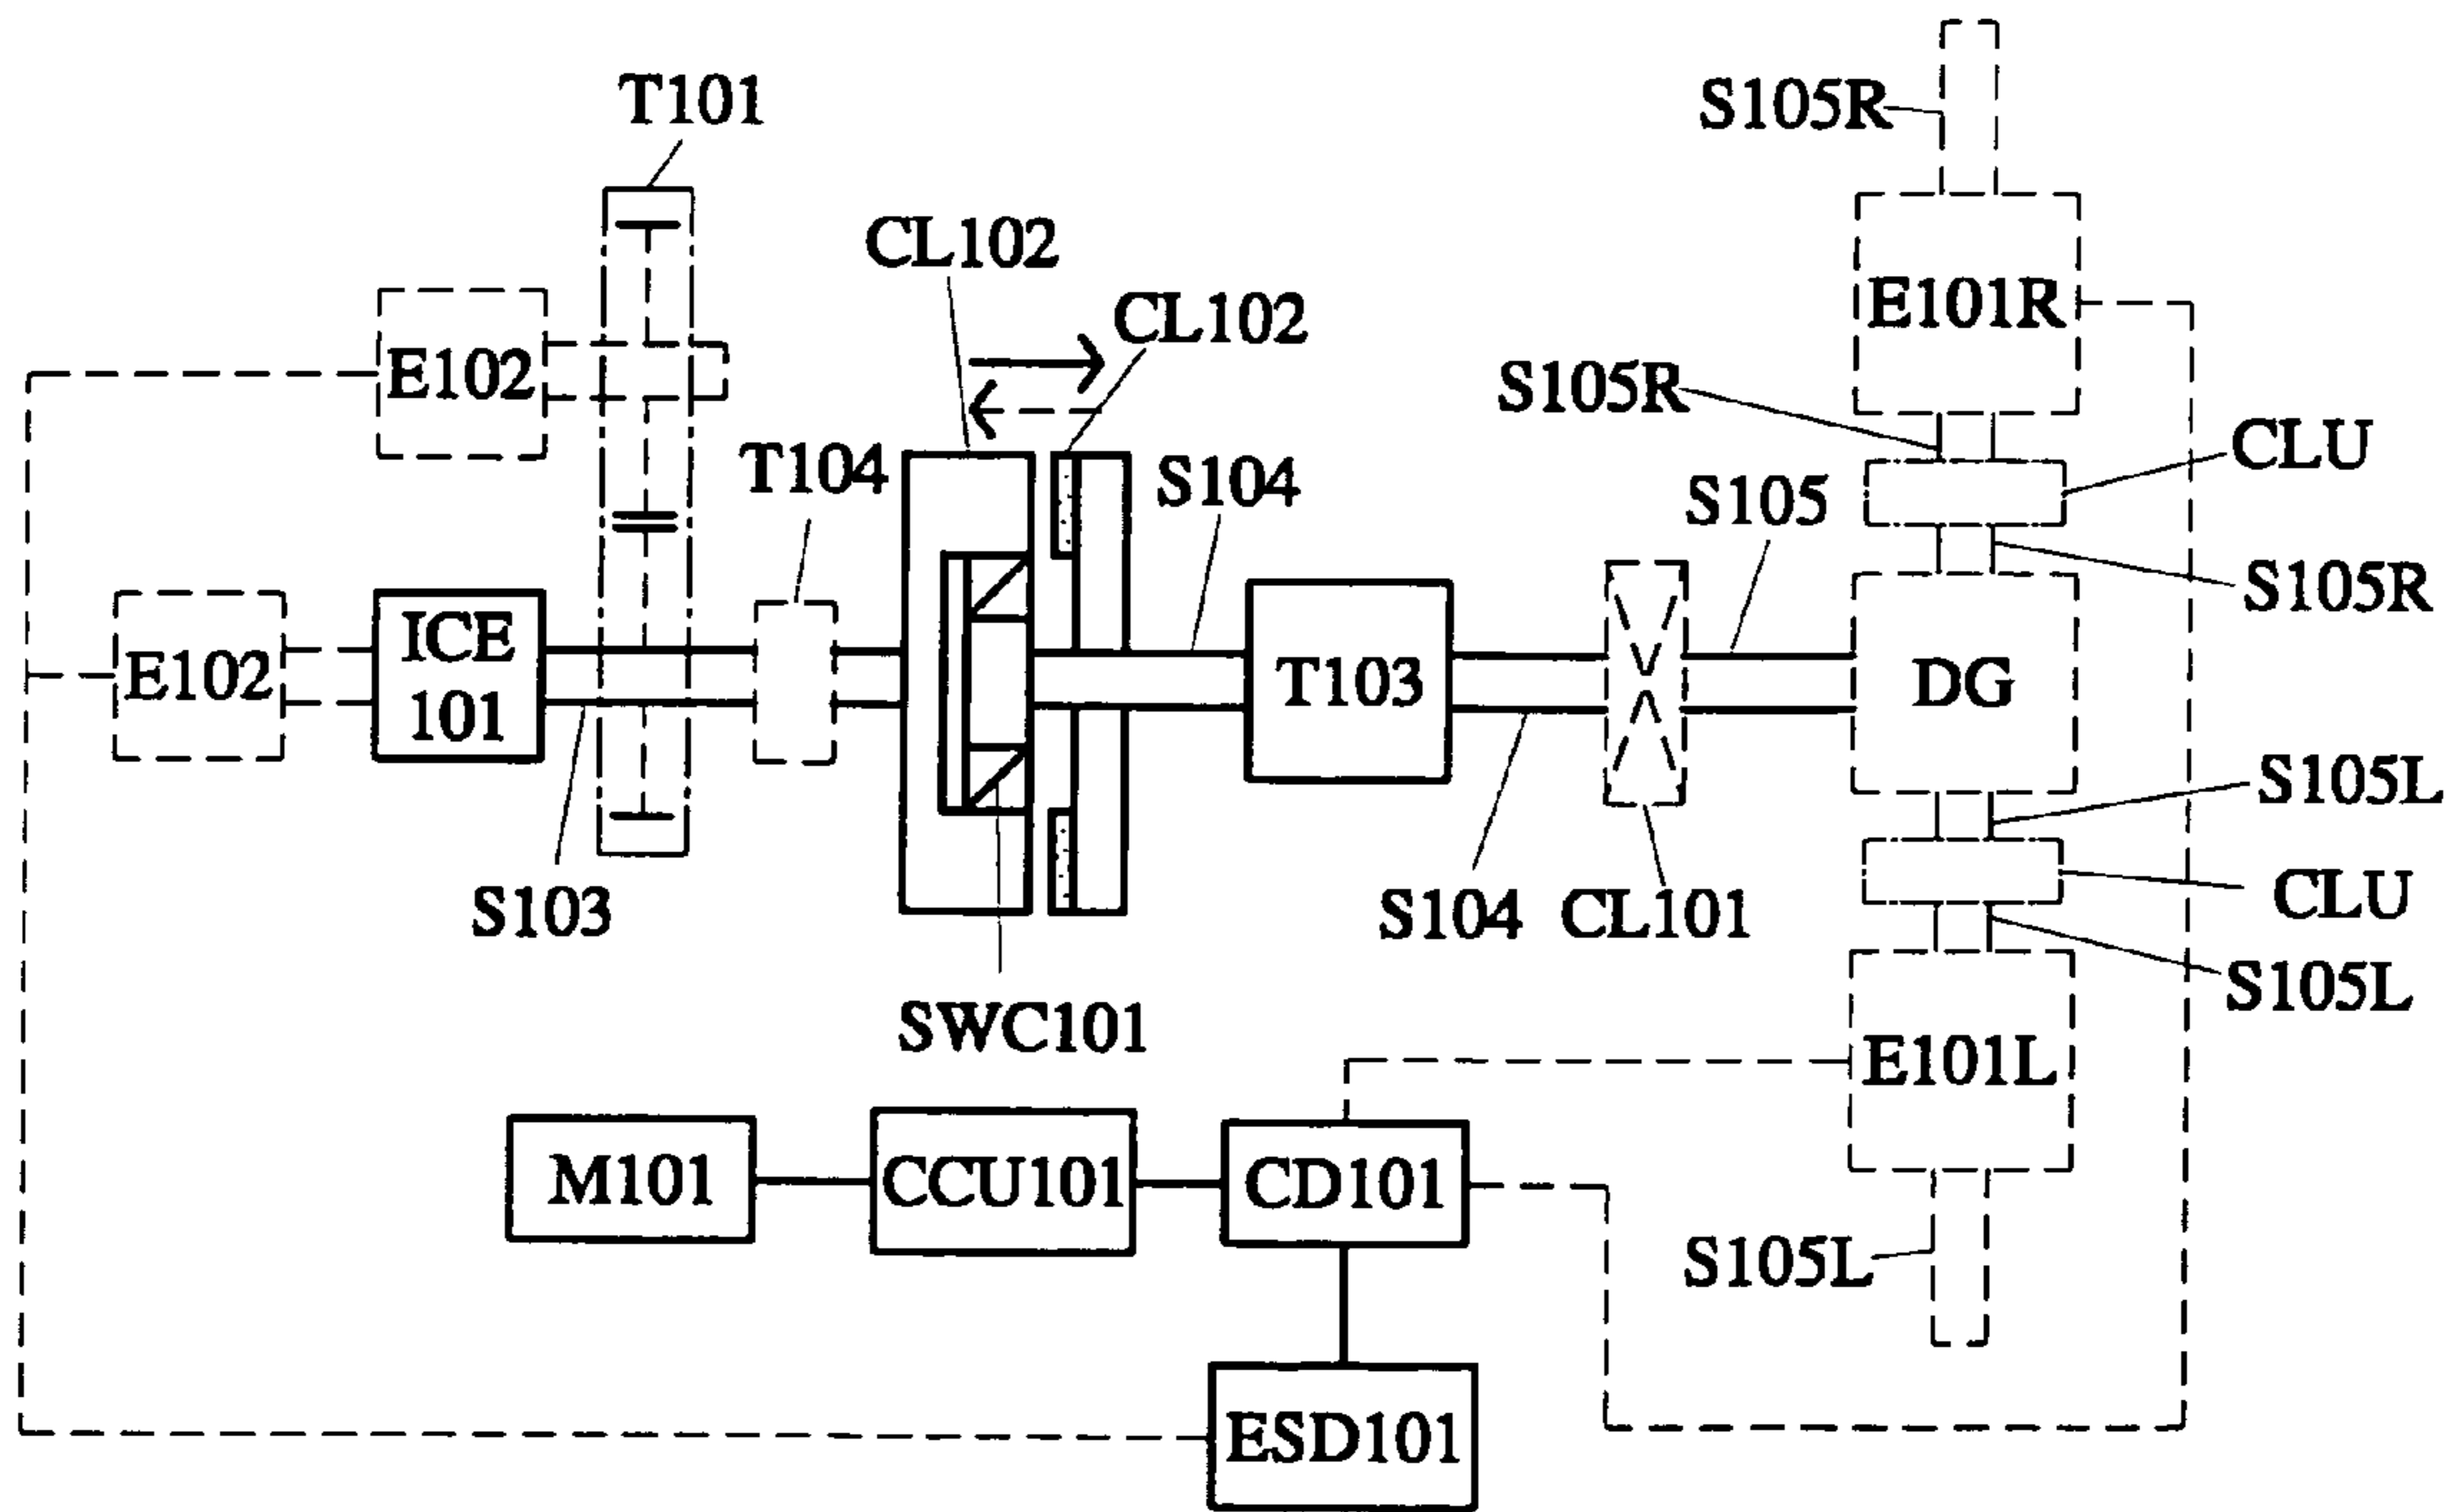 T101
S105R
CL102
CL102
E101R
E102
S105R
CLU
T104
S104
S105
S105R
E102
ICE
101
T103
DG
S105L
S103
S104
CL101
CLU
S105L
SWC101
E101L
M101
CCU101
CD101
S105L
ESD101